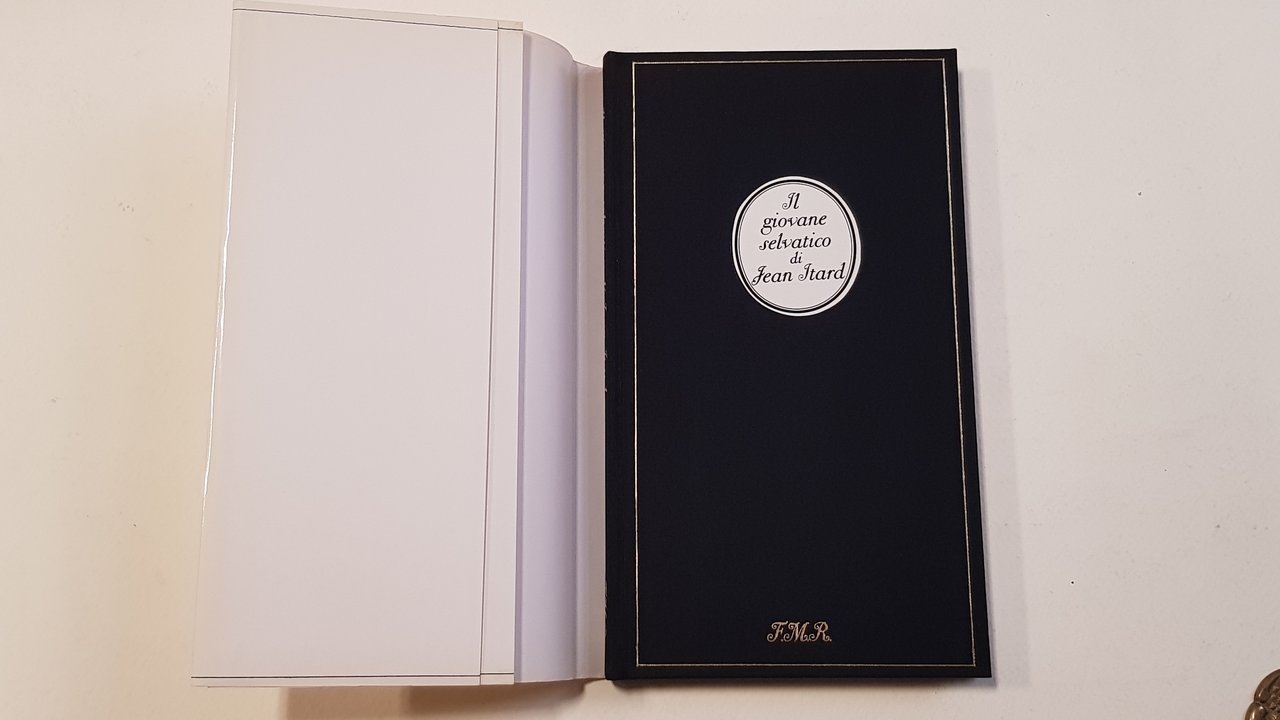 Il
giovane
selvatico
di
Jean Itard
F.M.R.